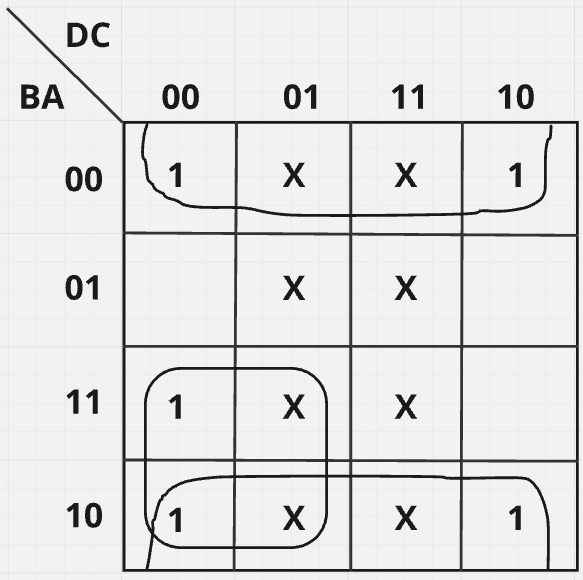 DC
BA 00 01 11 10
00 1 X X 1
01 X X
11 1 X X
10 1 X X 1